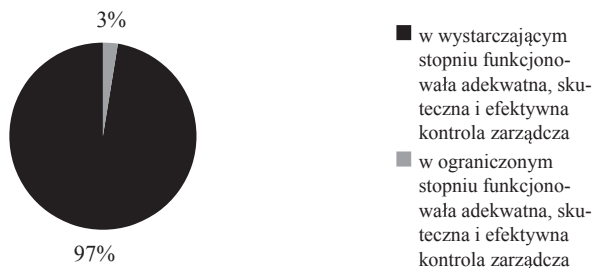 3%
97%
w wystarczającym
stopniu funkcjono-
wała adekwatna, sku-
teczna i efektywna
kontrola zarządcza
w ograniczonym
stopniu funkcjono-
wała adekwatna, sku-
teczna i efektywna
kontrola zarządcza